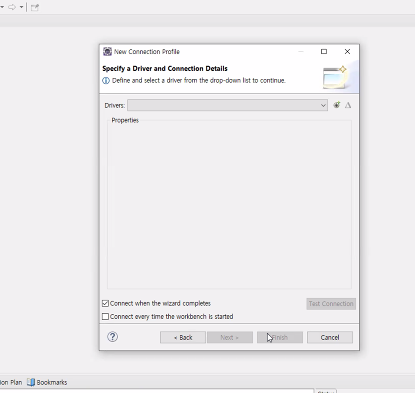 New Connection Profile
Specify a Driver and Connection Details
Define and select a driver from the drop-down list to continue.
Drivers:
Properties
Connect when the wizard completes
Test Connection
Connect every time the workbench is started
< Back
Next >
Finish
Cancel
Plan
Bookmarks